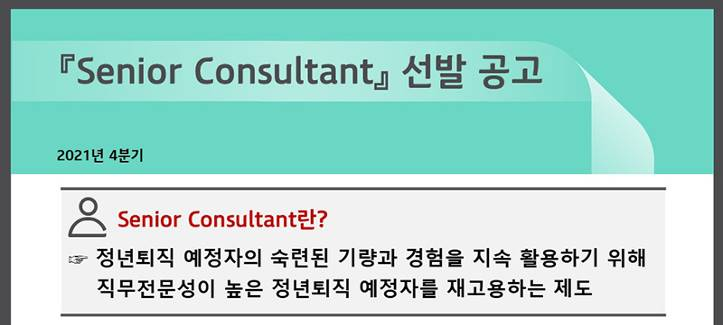 『Senior Consultant』 선발 공고
2021년 4분기
Senior Consultant란?
☞ 정년퇴직 예정자의 숙련된 기량과 경험을 지속 활용하기 위해
직무전문성이 높은 정년퇴직 예정자를 재고용하는 제도